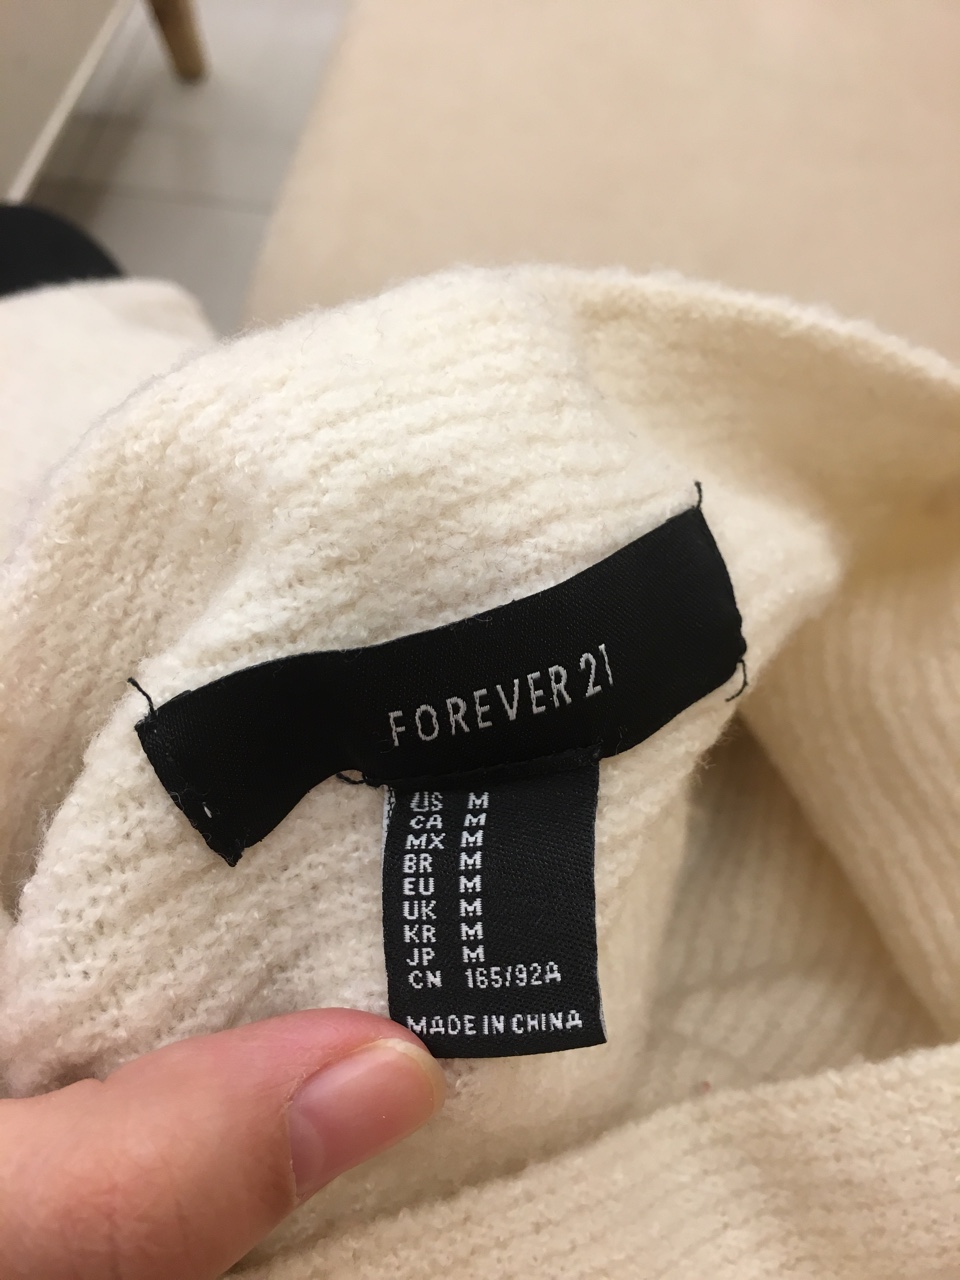 FOREVER 21
US M
CA M
MX M
BR M
EU M
UK M
KR M
JP M
CN 165/92A
MADE IN CHINA